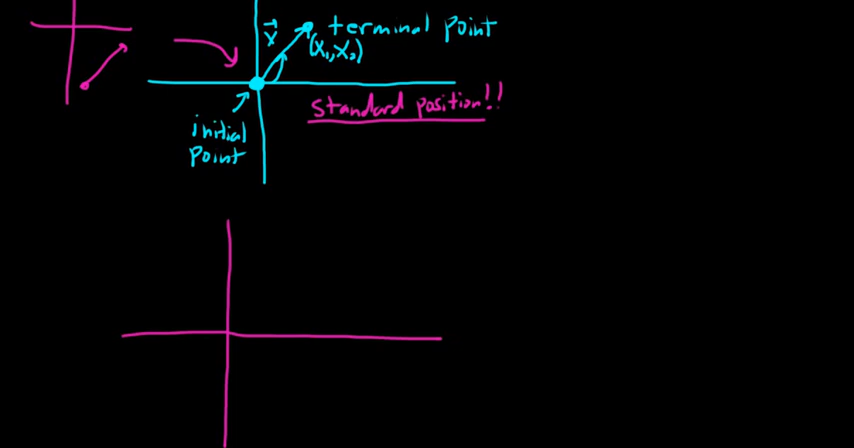 x⃗ terminal point
(x₁,x₂)
standard position!!
initial
point